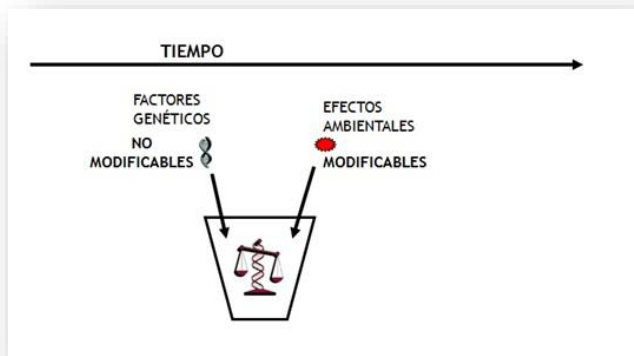 TIEMPO
FACTORES
GENÉTICOS
NO
MODIFICABLES
EFECTOS
AMBIENTALES
MODIFICABLES